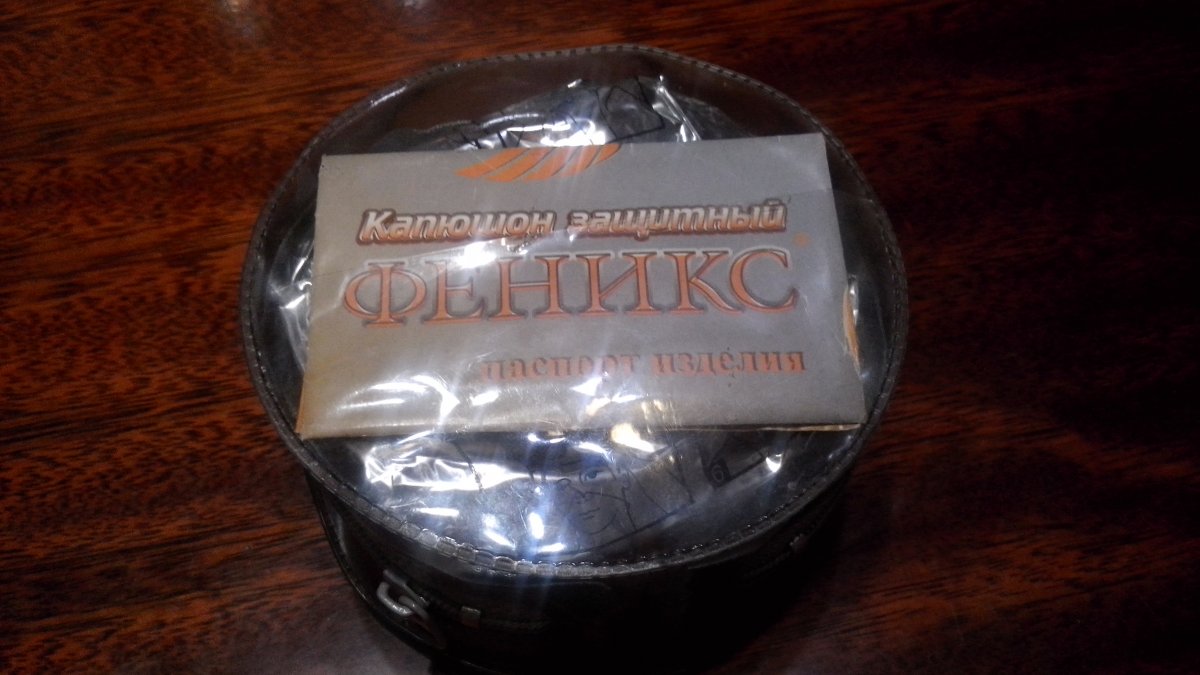 Капюшон защитный
ФЕНИКС
паспорт изделия